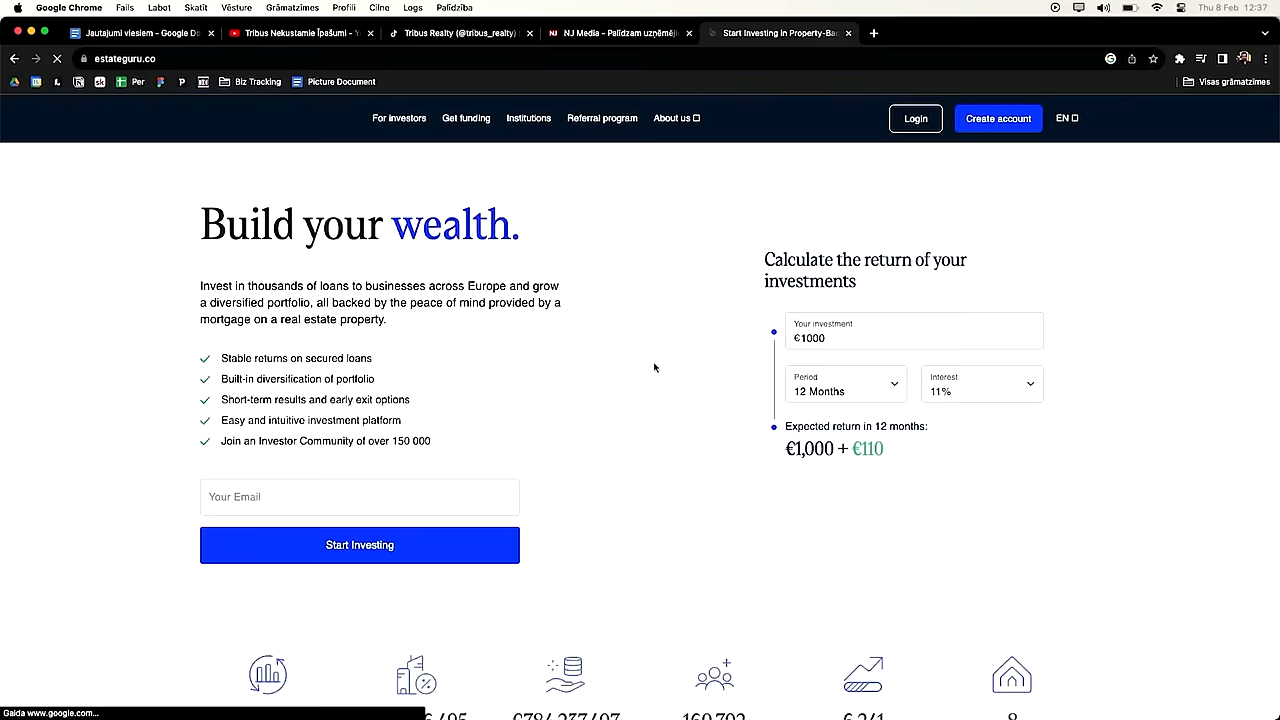 Google Chrome Fails Labot Skatīt Vēsture Grāmatzīmes Profili Cilne Logs Palīdzība Thu 8 Feb 12:37
Jautajumi viesiem - Google Do Tribus Nekustamie Īpašumi - Y Tribus Realty (@tribus_realty) NJ Media - Palīdzam uzņēmēji Start Investing in Property-Bac
estateguru.co
Per Biz Tracking Picture Document Visas grāmatzīmes
For investors Get funding Institutions Referral program About us Login Create account EN
Build your wealth.
Invest in thousands of loans to businesses across Europe and grow
a diversified portfolio, all backed by the peace of mind provided by a
mortgage on a real estate property.
Stable returns on secured loans
Built-in diversification of portfolio
Short-term results and early exit options
Easy and intuitive investment platform
Join an Investor Community of over 150 000
Your Email
Start Investing
Calculate the return of your
investments
Your investment
€1000
Period Interest
12 Months 11%
Expected return in 12 months:
€1,000 + €110
Gaida www.google.com...